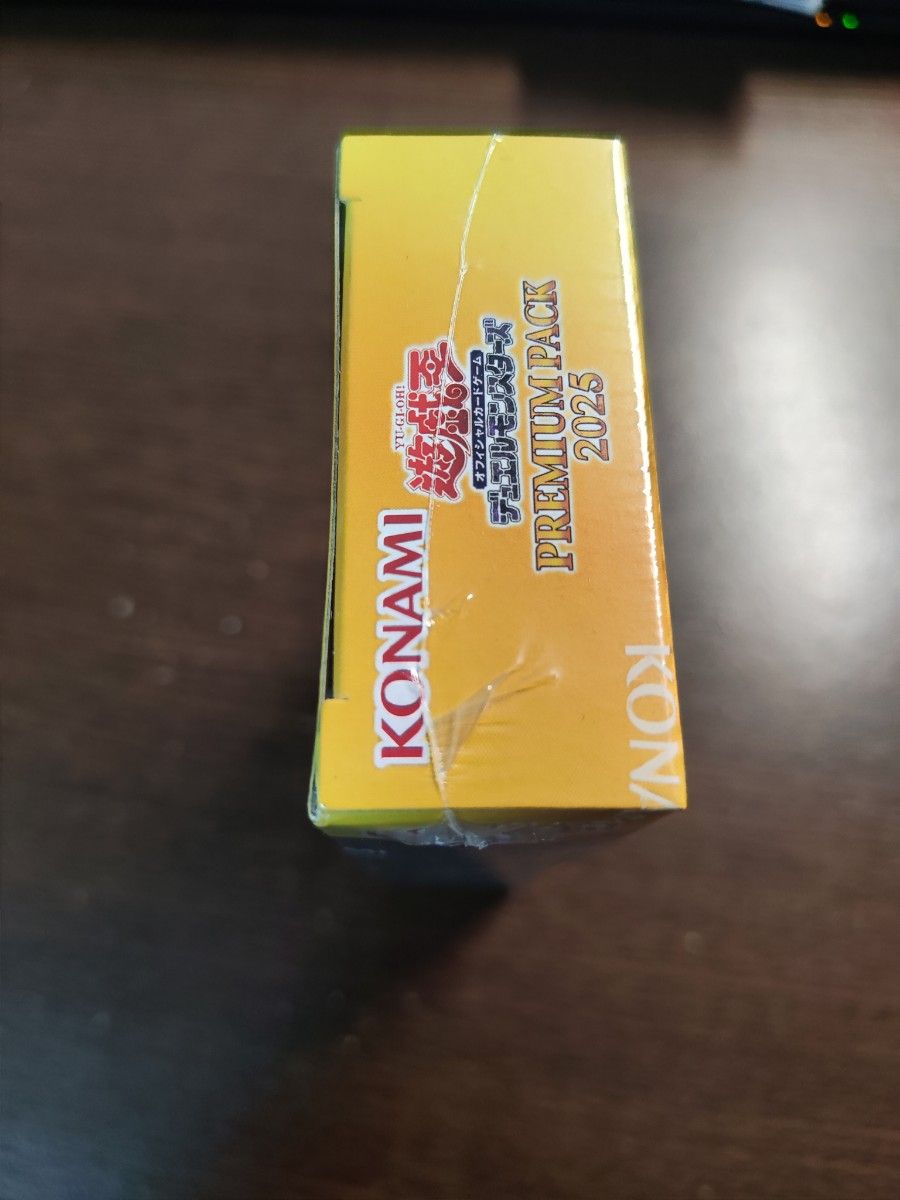 YU-GI-OH!
遊戯王
オフィシャルカードゲーム
デュエルモンスターズ
PREMIUM PACK
2025
KONAMI
KONA